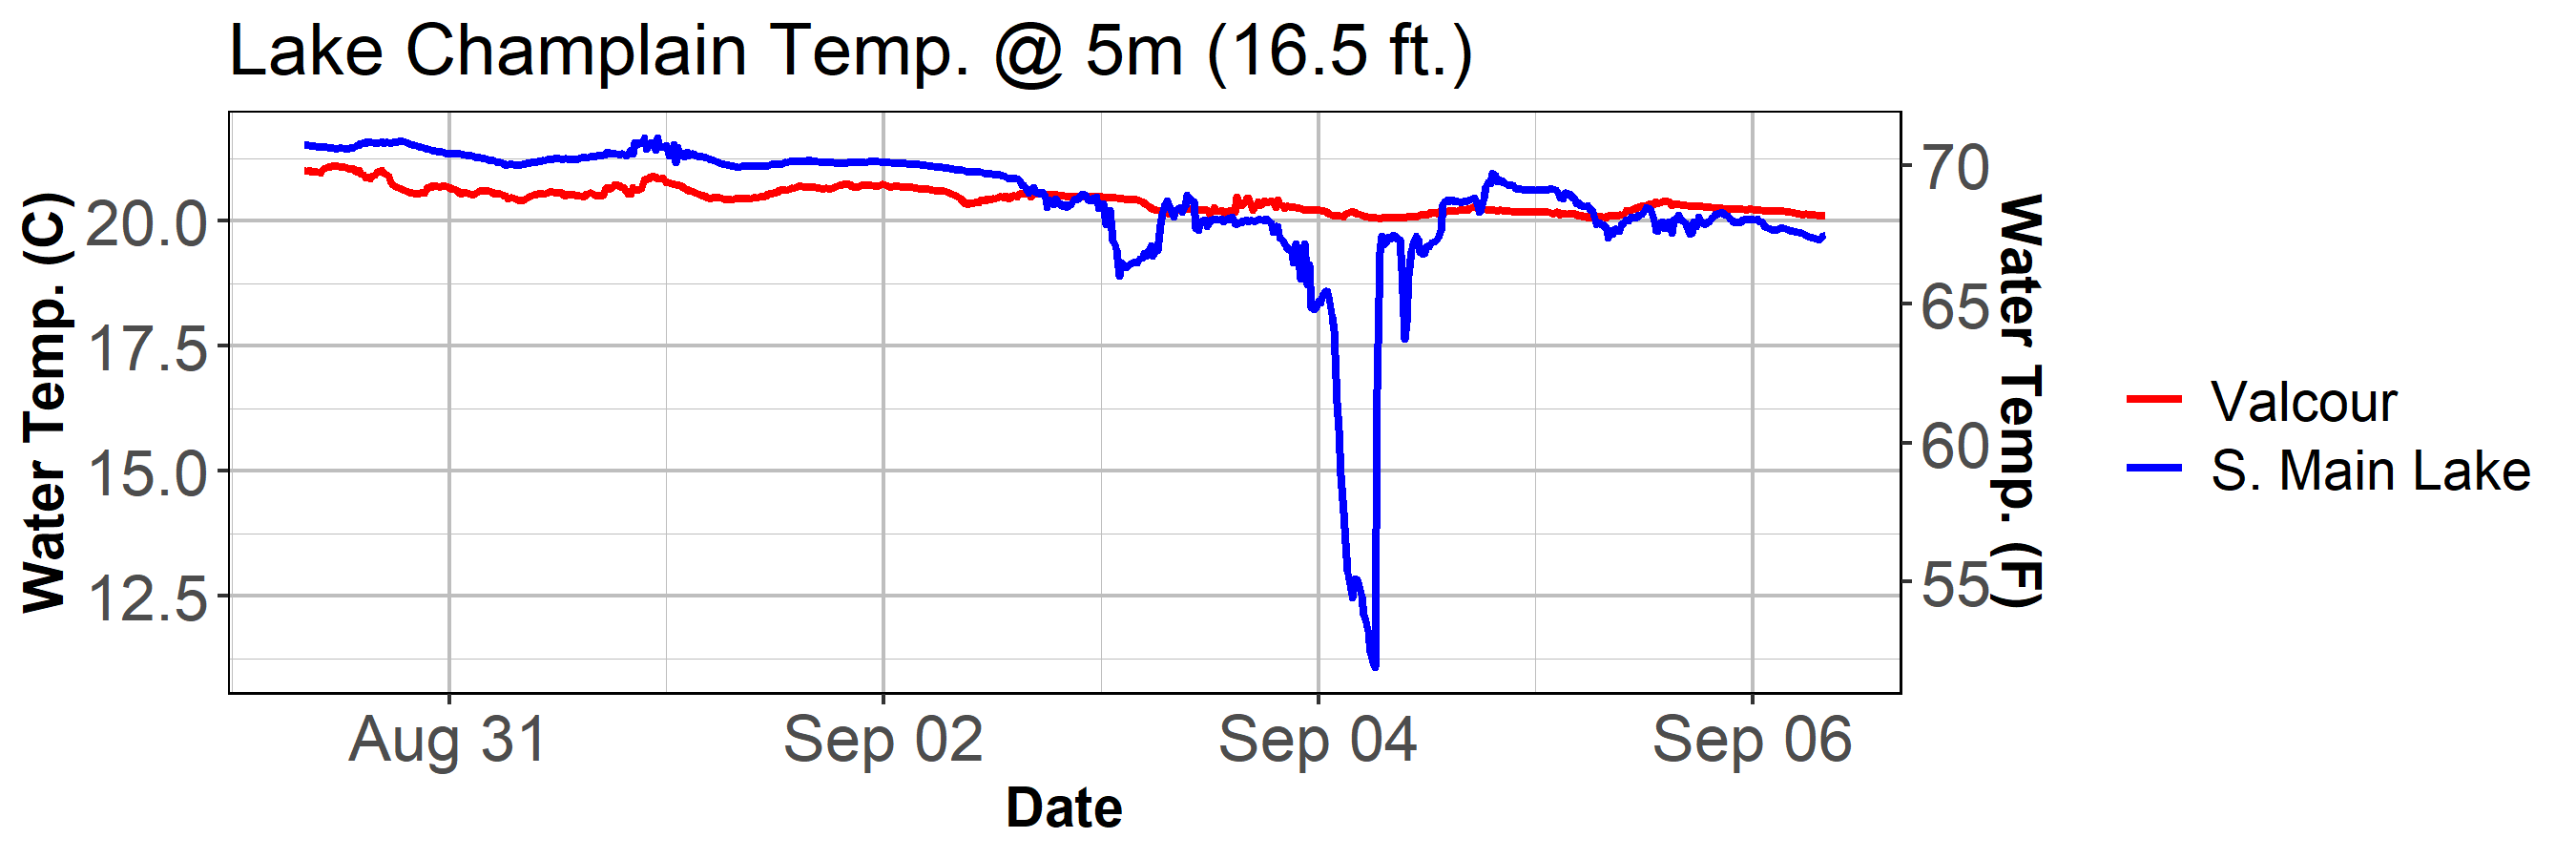 Lake Champlain Temp. @ 5m (16.5 ft.)
Water Temp. (C)
20.0
17.5
15.0
12.5
70
65
60
55
Water Temp. (F)
Aug 31
Sep 02
Sep 04
Sep 06
Date
Valcour
S. Main Lake